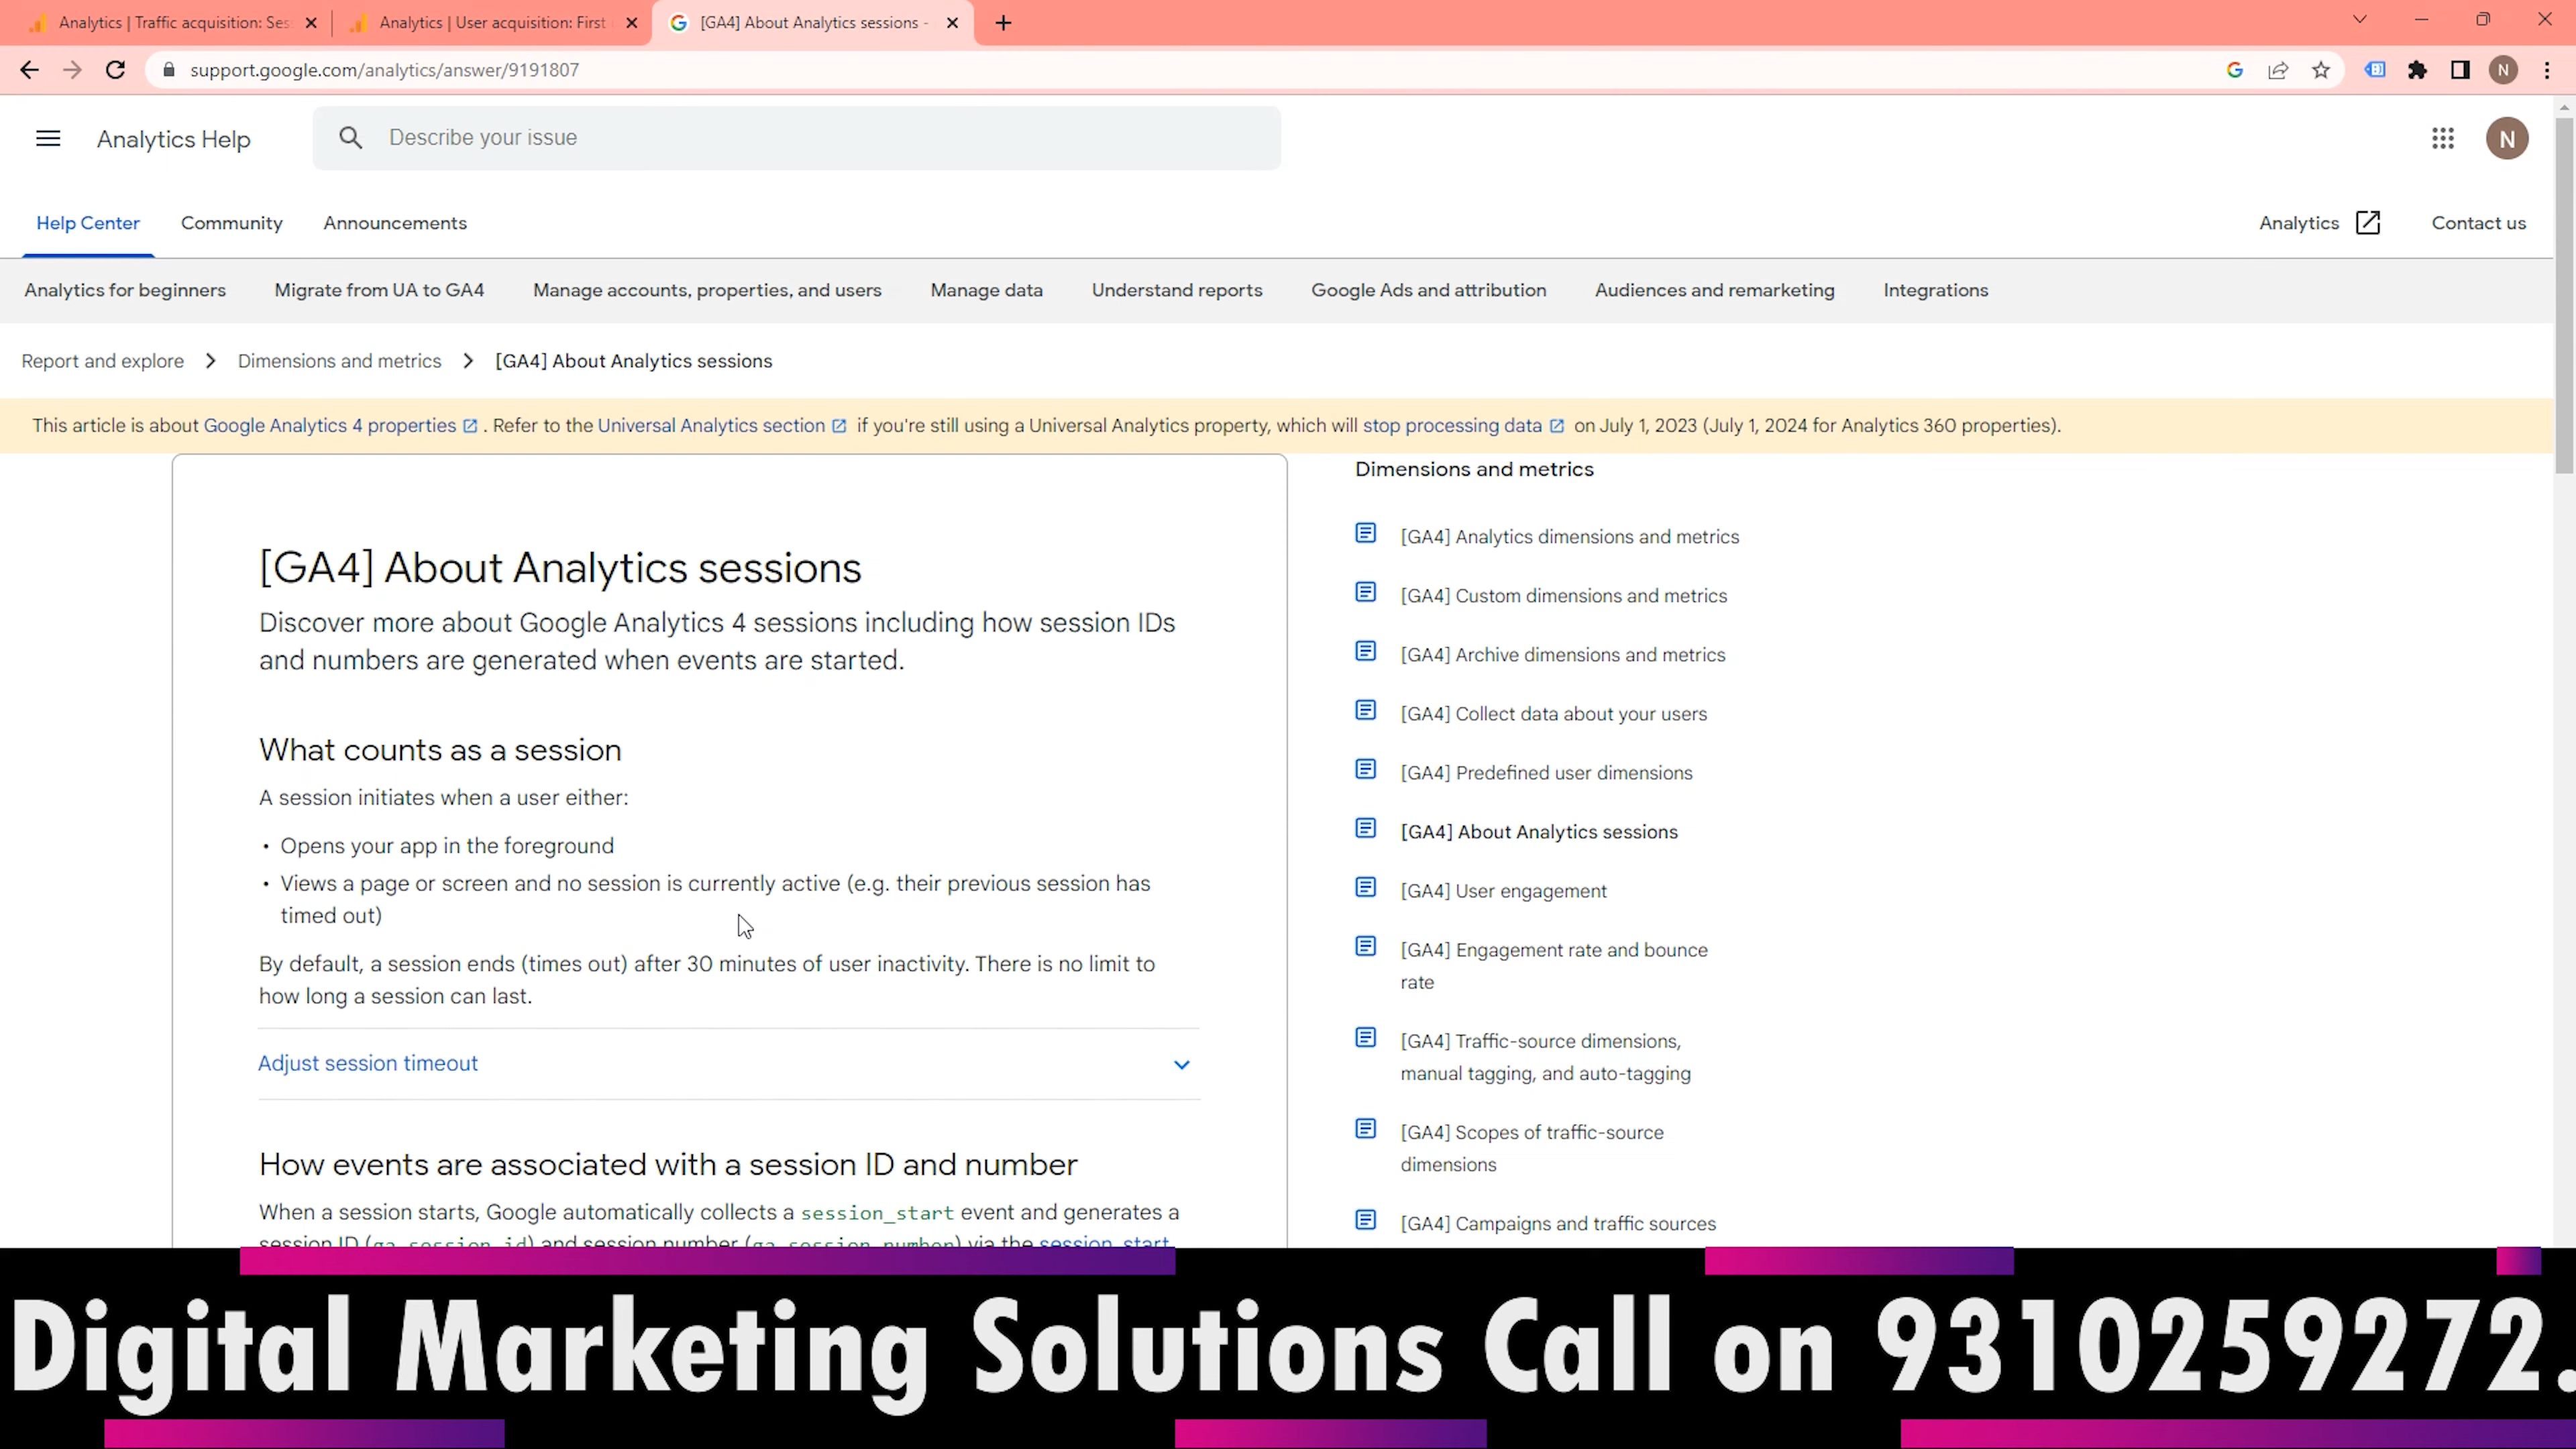 Analytics | Traffic acquisition: Ses
Analytics | User acquisition: First
[GA4] About Analytics sessions -
support.google.com/analytics/answer/9191807
N
Analytics Help
Describe your issue
N
Help Center
Community
Announcements
Analytics
Contact us
Analytics for beginners
Migrate from UA to GA4
Manage accounts, properties, and users
Manage data
Understand reports
Google Ads and attribution
Audiences and remarketing
Integrations
Report and explore
Dimensions and metrics
[GA4] About Analytics sessions
This article is about Google Analytics 4 properties . Refer to the Universal Analytics section if you're still using a Universal Analytics property, which will stop processing data on July 1, 2023 (July 1, 2024 for Analytics 360 properties).
[GA4] About Analytics sessions
Discover more about Google Analytics 4 sessions including how session IDs
and numbers are generated when events are started.
What counts as a session
A session initiates when a user either:
• Opens your app in the foreground
• Views a page or screen and no session is currently active (e.g. their previous session has
timed out)
By default, a session ends (times out) after 30 minutes of user inactivity. There is no limit to
how long a session can last.
Adjust session timeout
How events are associated with a session ID and number
When a session starts, Google automatically collects a session_start event and generates a
session ID (ga_session_id) and session number (ga_session_number) via the session_start
Dimensions and metrics
[GA4] Analytics dimensions and metrics
[GA4] Custom dimensions and metrics
[GA4] Archive dimensions and metrics
[GA4] Collect data about your users
[GA4] Predefined user dimensions
[GA4] About Analytics sessions
[GA4] User engagement
[GA4] Engagement rate and bounce
rate
[GA4] Traffic-source dimensions,
manual tagging, and auto-tagging
[GA4] Scopes of traffic-source
dimensions
[GA4] Campaigns and traffic sources
Digital Marketing Solutions Call on 9310259272.